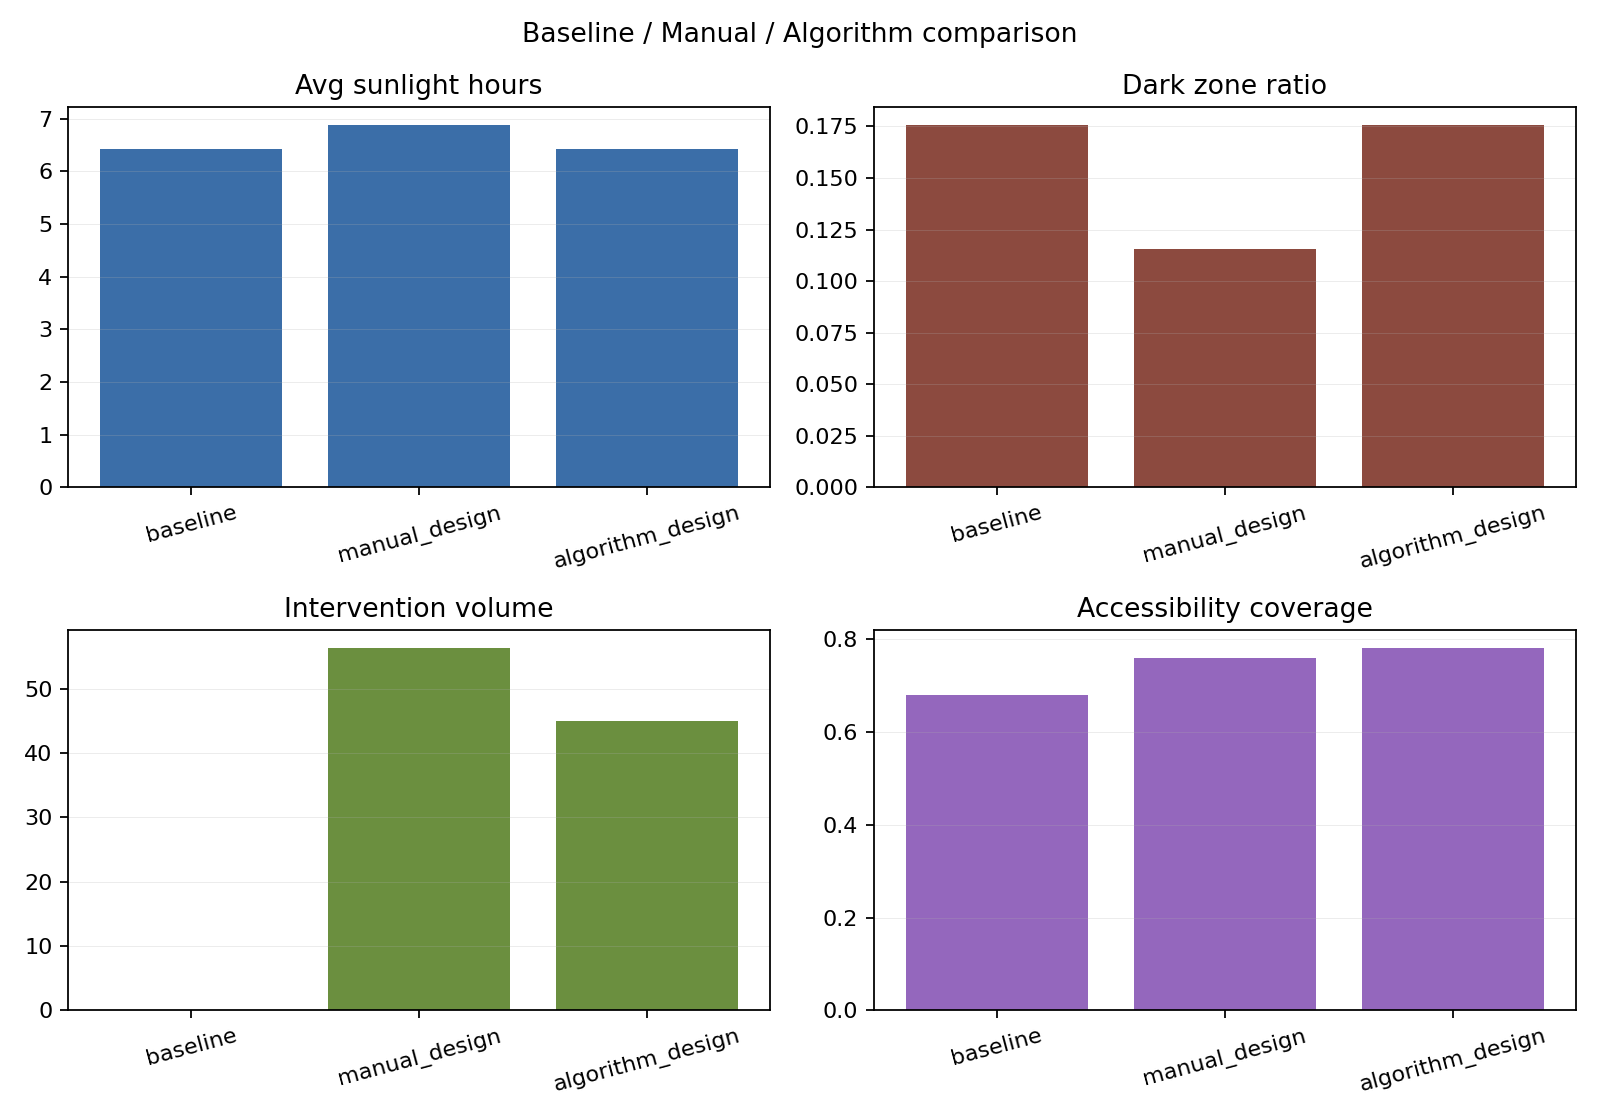 Baseline / Manual / Algorithm comparison
Avg sunlight hours
7
6
5
4
3
2
1
0
baseline
manual_design
algorithm_design
Dark zone ratio
0.175
0.150
0.125
0.100
0.075
0.050
0.025
0.000
baseline
manual_design
algorithm_design
Intervention volume
50
40
30
20
10
0
baseline
manual_design
algorithm_design
Accessibility coverage
0.8
0.6
0.4
0.2
0.0
baseline
manual_design
algorithm_design